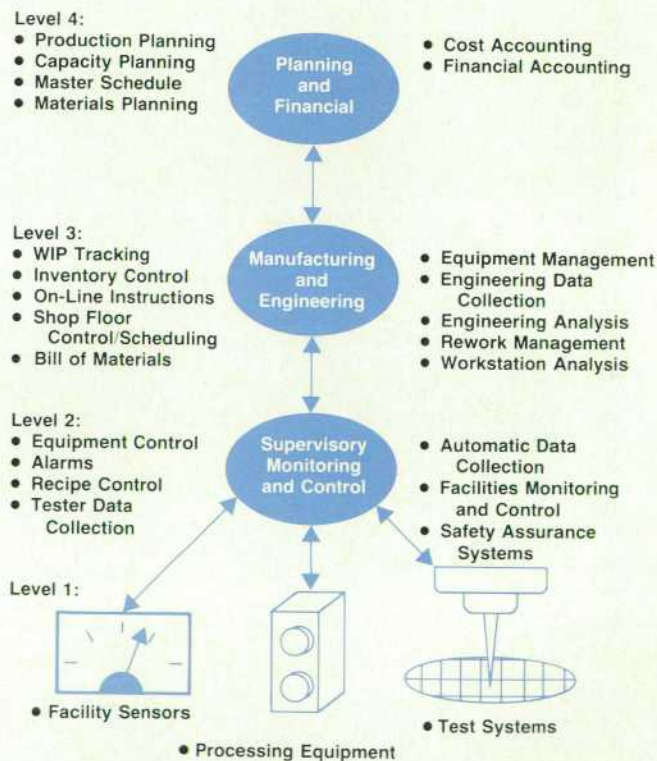 Level 4:
● Production Planning
● Capacity Planning
● Master Schedule
● Materials Planning
Planning
and
Financial
● Cost Accounting
● Financial Accounting
Level 3:
● WIP Tracking
● Inventory Control
● On-Line Instructions
● Shop Floor
Control/Scheduling
● Bill of Materials
Manufacturing
and
Engineering
● Equipment Management
● Engineering Data
Collection
● Engineering Analysis
● Rework Management
● Workstation Analysis
Level 2:
● Equipment Control
● Alarms
● Recipe Control
● Tester Data
Collection
Supervisory
Monitoring
and Control
● Automatic Data
Collection
● Facilities Monitoring
and Control
● Safety Assurance
Systems
Level 1:
● Facility Sensors
● Processing Equipment
● Test Systems